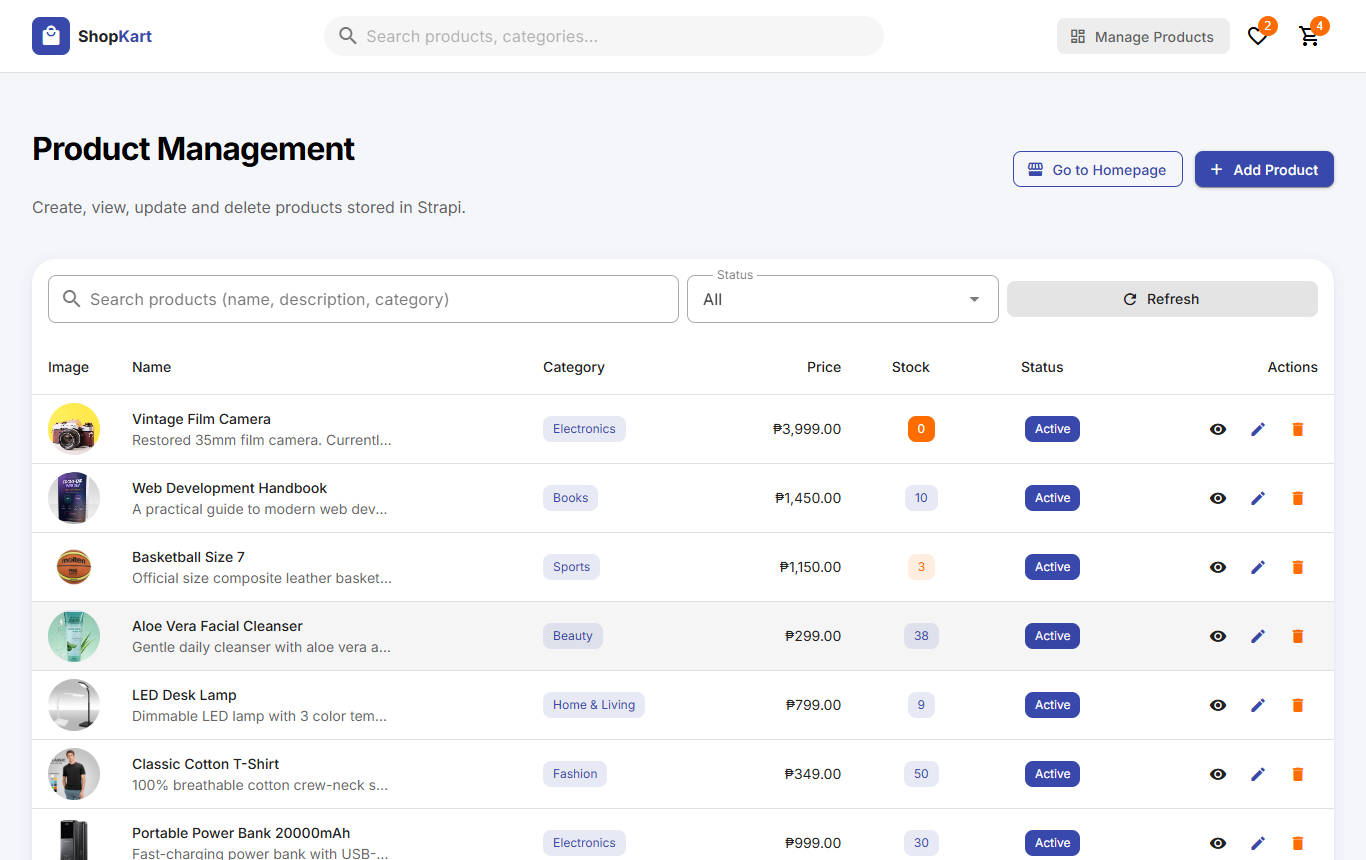 ShopKart
Search products, categories...
Manage Products
2
4
Product Management
Go to Homepage
Add Product
Create, view, update and delete products stored in Strapi.
Search products (name, description, category)
Status
All
Refresh
Image Name Category Price Stock Status Actions
Vintage Film Camera
Restored 35mm film camera. Currentl...
Electronics
₱3,999.00
0
Active
Web Development Handbook
A practical guide to modern web dev...
Books
₱1,450.00
10
Active
molten
Basketball Size 7
Official size composite leather basket...
Sports
₱1,150.00
3
Active
Aloe Vera Facial Cleanser
Gentle daily cleanser with aloe vera a...
Beauty
₱299.00
38
Active
LED Desk Lamp
Dimmable LED lamp with 3 color tem...
Home & Living
₱799.00
9
Active
Classic Cotton T-Shirt
100% breathable cotton crew-neck s...
Fashion
₱349.00
50
Active
Portable Power Bank 20000mAh
Fast-charging power bank with USB-...
Electronics
₱999.00
30
Active